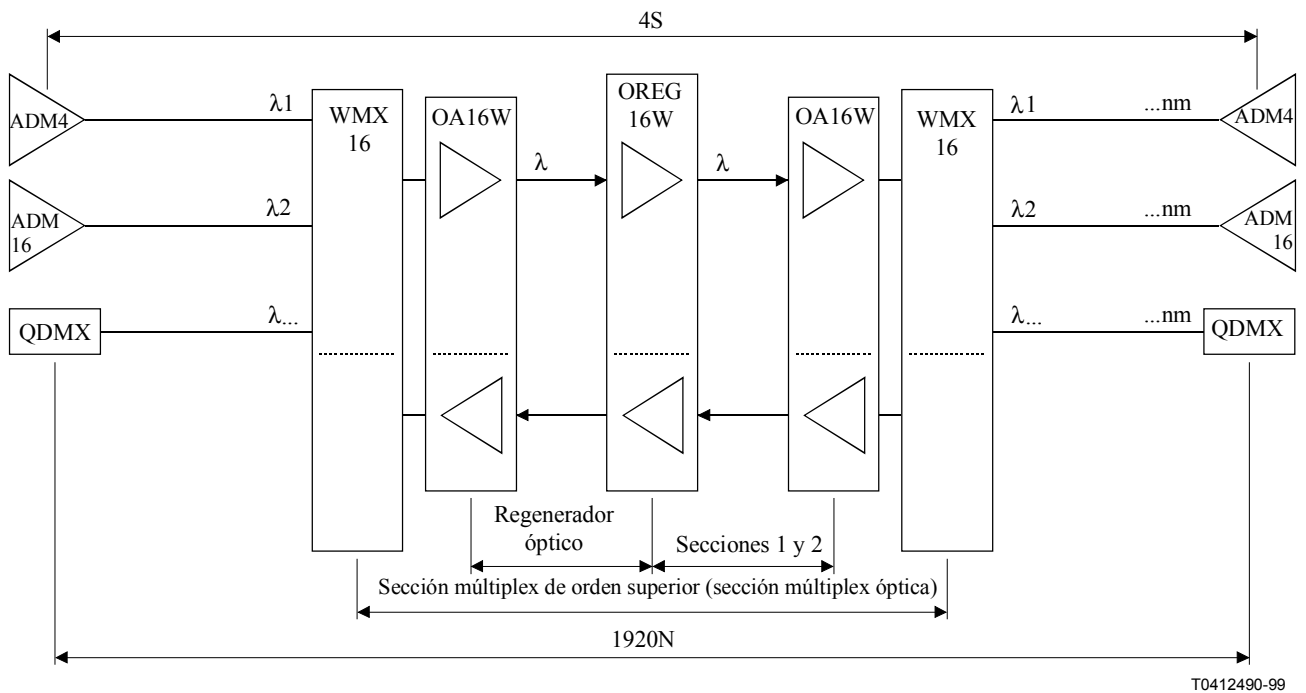 4S
ADM4
λ1
WMX
16
OA16W
OREG
16W
OA16W
WMX
16
λ1
...nm
ADM4
λ
λ
ADM
16
λ2
λ2
...nm
ADM
16
QDMX
λ...
λ...
...nm
QDMX
Regenerador
óptico
Secciones 1 y 2
Sección múltiplex de orden superior (sección múltiplex óptica)
1920N
T0412490-99